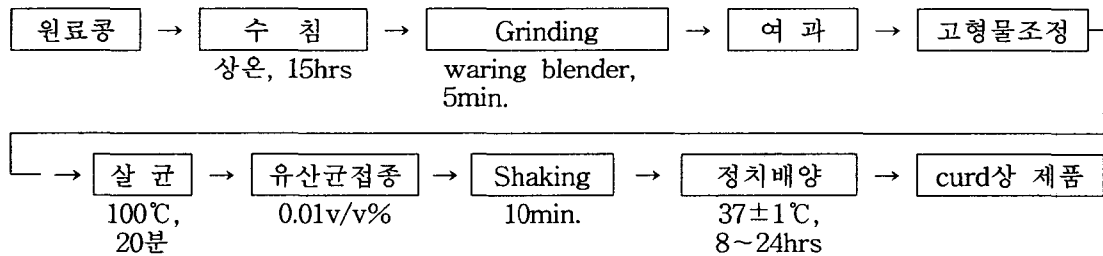 원료콩 → 수 침 → Grinding → 여 과 → 고형물조정
상온, 15hrs waring blender,
5min.
→ 살 균 → 유산균접종 → Shaking → 정치배양 → curd상 제품
100℃, 0.01v/v% 10min. 37±1℃,
20분 8~24hrs